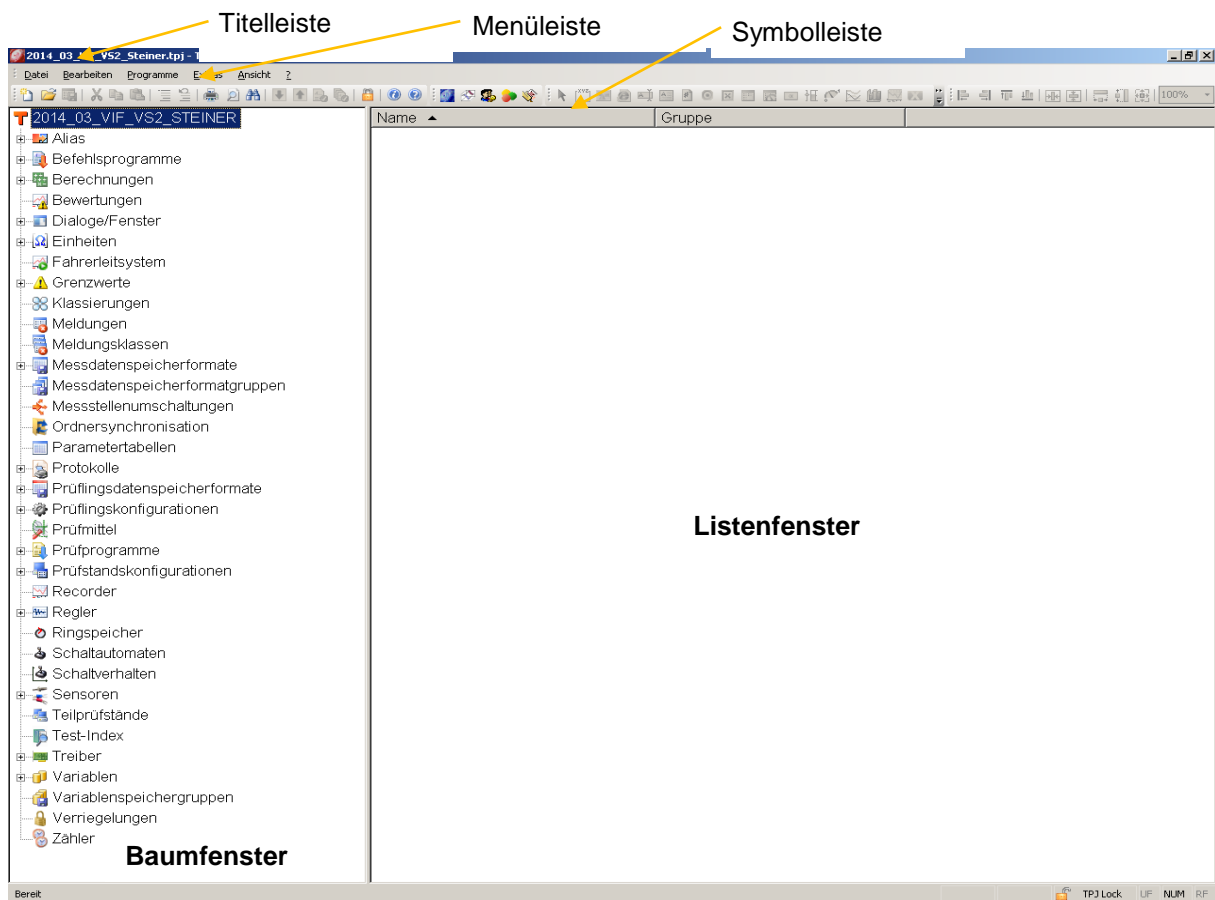 Titelleiste
Menüleiste
Symbolleiste
2014_03_ VS2_Steiner.tpj -
Datei Bearbeiten Programme Ansicht ?
100%
2014_03_VIF_VS2_STEINER
Name Gruppe
Alias
Befehlsprogramme
Berechnungen
Bewertungen
Dialoge/Fenster
Einheiten
Fahrerleitsystem
Grenzwerte
Klassierungen
Meldungen
Meldungsklassen
Messdatenspeicherformate
Messdatenspeicherformatgruppen
Messstellenumschaltungen
Ordnersynchronisation
Parametertabellen
Protokolle
Prüflingsdatenspeicherformate
Prüflingskonfigurationen
Prüfmittel
Prüfprogramme
Prüfstandskonfigurationen
Recorder
Regler
Ringspeicher
Schaltautomaten
Schaltverhalten
Sensoren
Teilprüfstände
Test-Index
Treiber
Variablen
Variablenspeichergruppen
Verriegelungen
Zähler
Baumfenster
Listenfenster
Bereit TPJ Lock UF NUM RF